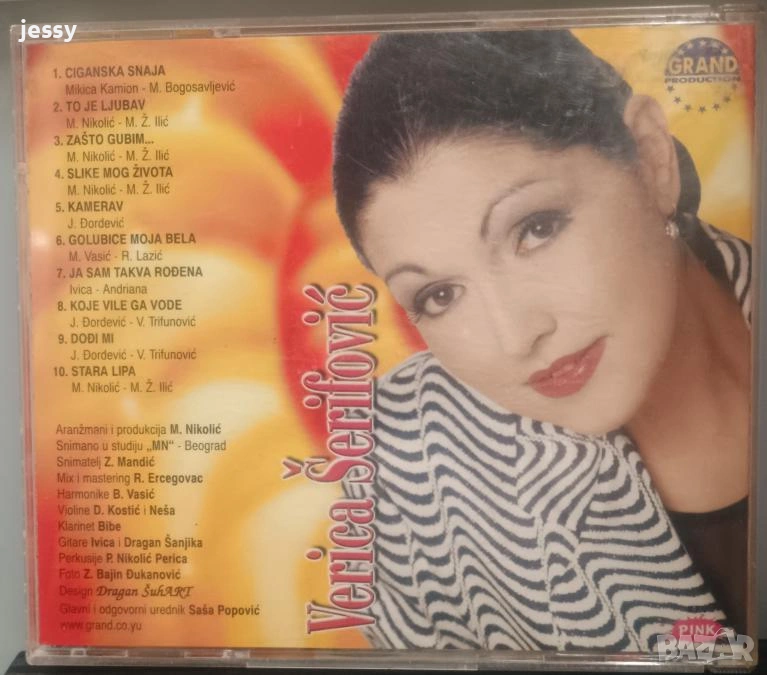 jessy
1. CIGANSKA SNAJA
Mikica Kamion - M. Bogosavljević
2. TO JE LJUBAV
M. Nikolić - M. Ž. Ilić
3. ZAŠTO GUBIM...
M. Nikolić - M. Ž. Ilić
4. SLIKE MOG ŽIVOTA
M. Nikolić - M. Ž. Ilić
5. KAMERAV
J. Đorđević
6. GOLUBICE MOJA BELA
M. Vasić - R. Lazić
7. JA SAM TAKVA ROĐENA
Ivica - Andriana
8. KOJE VILE GA VODE
J. Đorđević - V. Trifunović
9. DOĐI MI
J. Đorđević - V. Trifunović
10. STARA LIPA
M. Nikolić - M. Ž. Ilić
Aranžmani i produkcija M. Nikolić
Snimano u studiju „MN" - Beograd
Snimatelj Z. Mandić
Mix i mastering R. Ercegovac
Harmonike B. Vasić
Violine D. Kostić i Neša
Klarinet Bibe
Gitare Ivica i Dragan Šanjika
Perkusije P. Nikolić Perica
Foto Z. Bajin Đukanović
Design Dragan ŠuhART
Glavni i odgovorni urednik Saša Popović
www.grand.co.yu
Verica Šerifović
GRAND
PRODUCTION
PINK
BAZAR